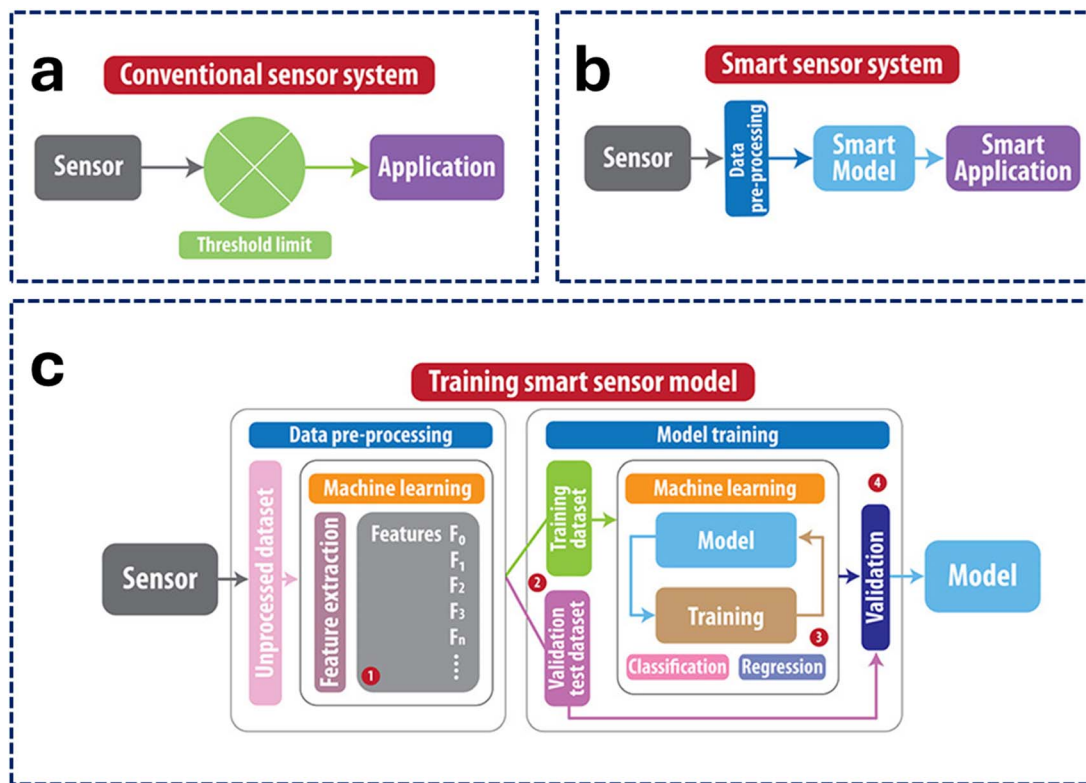 a
Conventional sensor system
Sensor
Application
Threshold limit
b
Smart sensor system
Sensor
Data
pre-processing
Smart
Model
Smart
Application
c
Training smart sensor model
Sensor
Data pre-processing
Unprocessed dataset
Machine learning
Feature extraction
Features F₀
F₁
F₂
F₃
Fₙ
⋮
1
2
Model training
Training
dataset
Validation
test dataset
Machine learning
Model
Training
3
Classification
Regression
4
Validation
Model